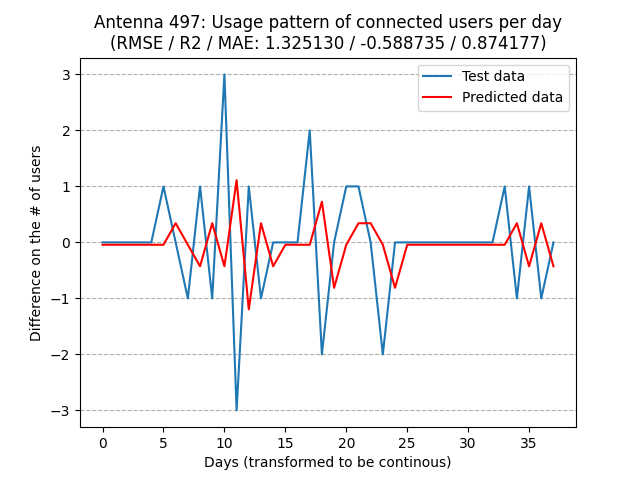 Antenna 497: Usage pattern of connected users per day
(RMSE / R2 / MAE: 1.325130 / -0.588735 / 0.874177)
Test data
Predicted data
Difference on the # of users
3
2
1
0
−1
−2
−3
0 5 10 15 20 25 30 35
Days (transformed to be continous)